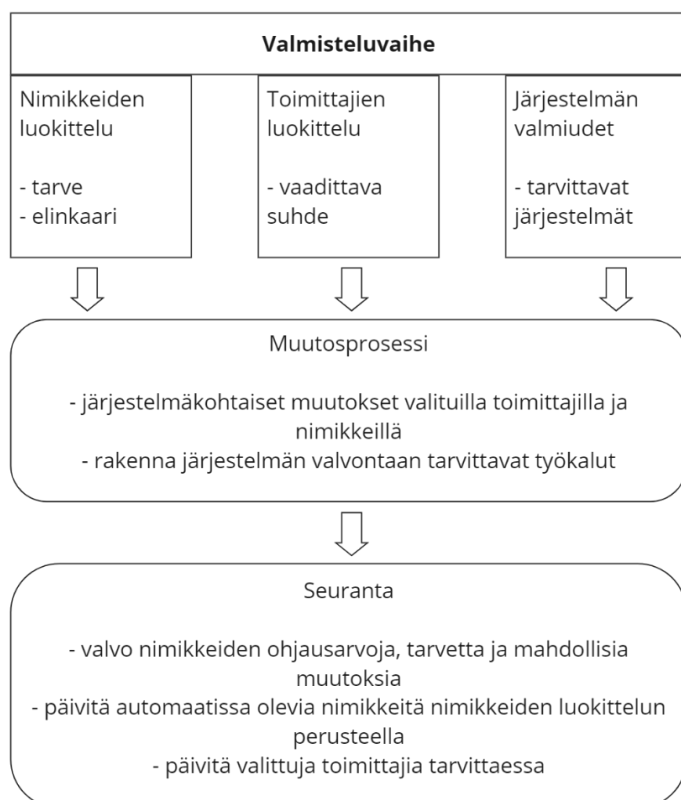 Valmisteluvaihe
Nimikkeiden
luokittelu
- tarve
- elinkaari
Toimittajien
luokittelu
- vaadittava
suhde
Järjestelmän
valmiudet
- tarvittavat
järjestelmät
Muutosprosessi
- järjestelmäkohtaiset muutokset valituilla toimittajilla ja
nimikkeillä
- rakenna järjestelmän valvontaan tarvittavat työkalut
Seuranta
- valvo nimikkeiden ohjausarvoja, tarvetta ja mahdollisia
muutoksia
- päivitä automaatissa olevia nimikkeitä nimikkeiden luokittelun
perusteella
- päivitä valittuja toimittajia tarvittaessa